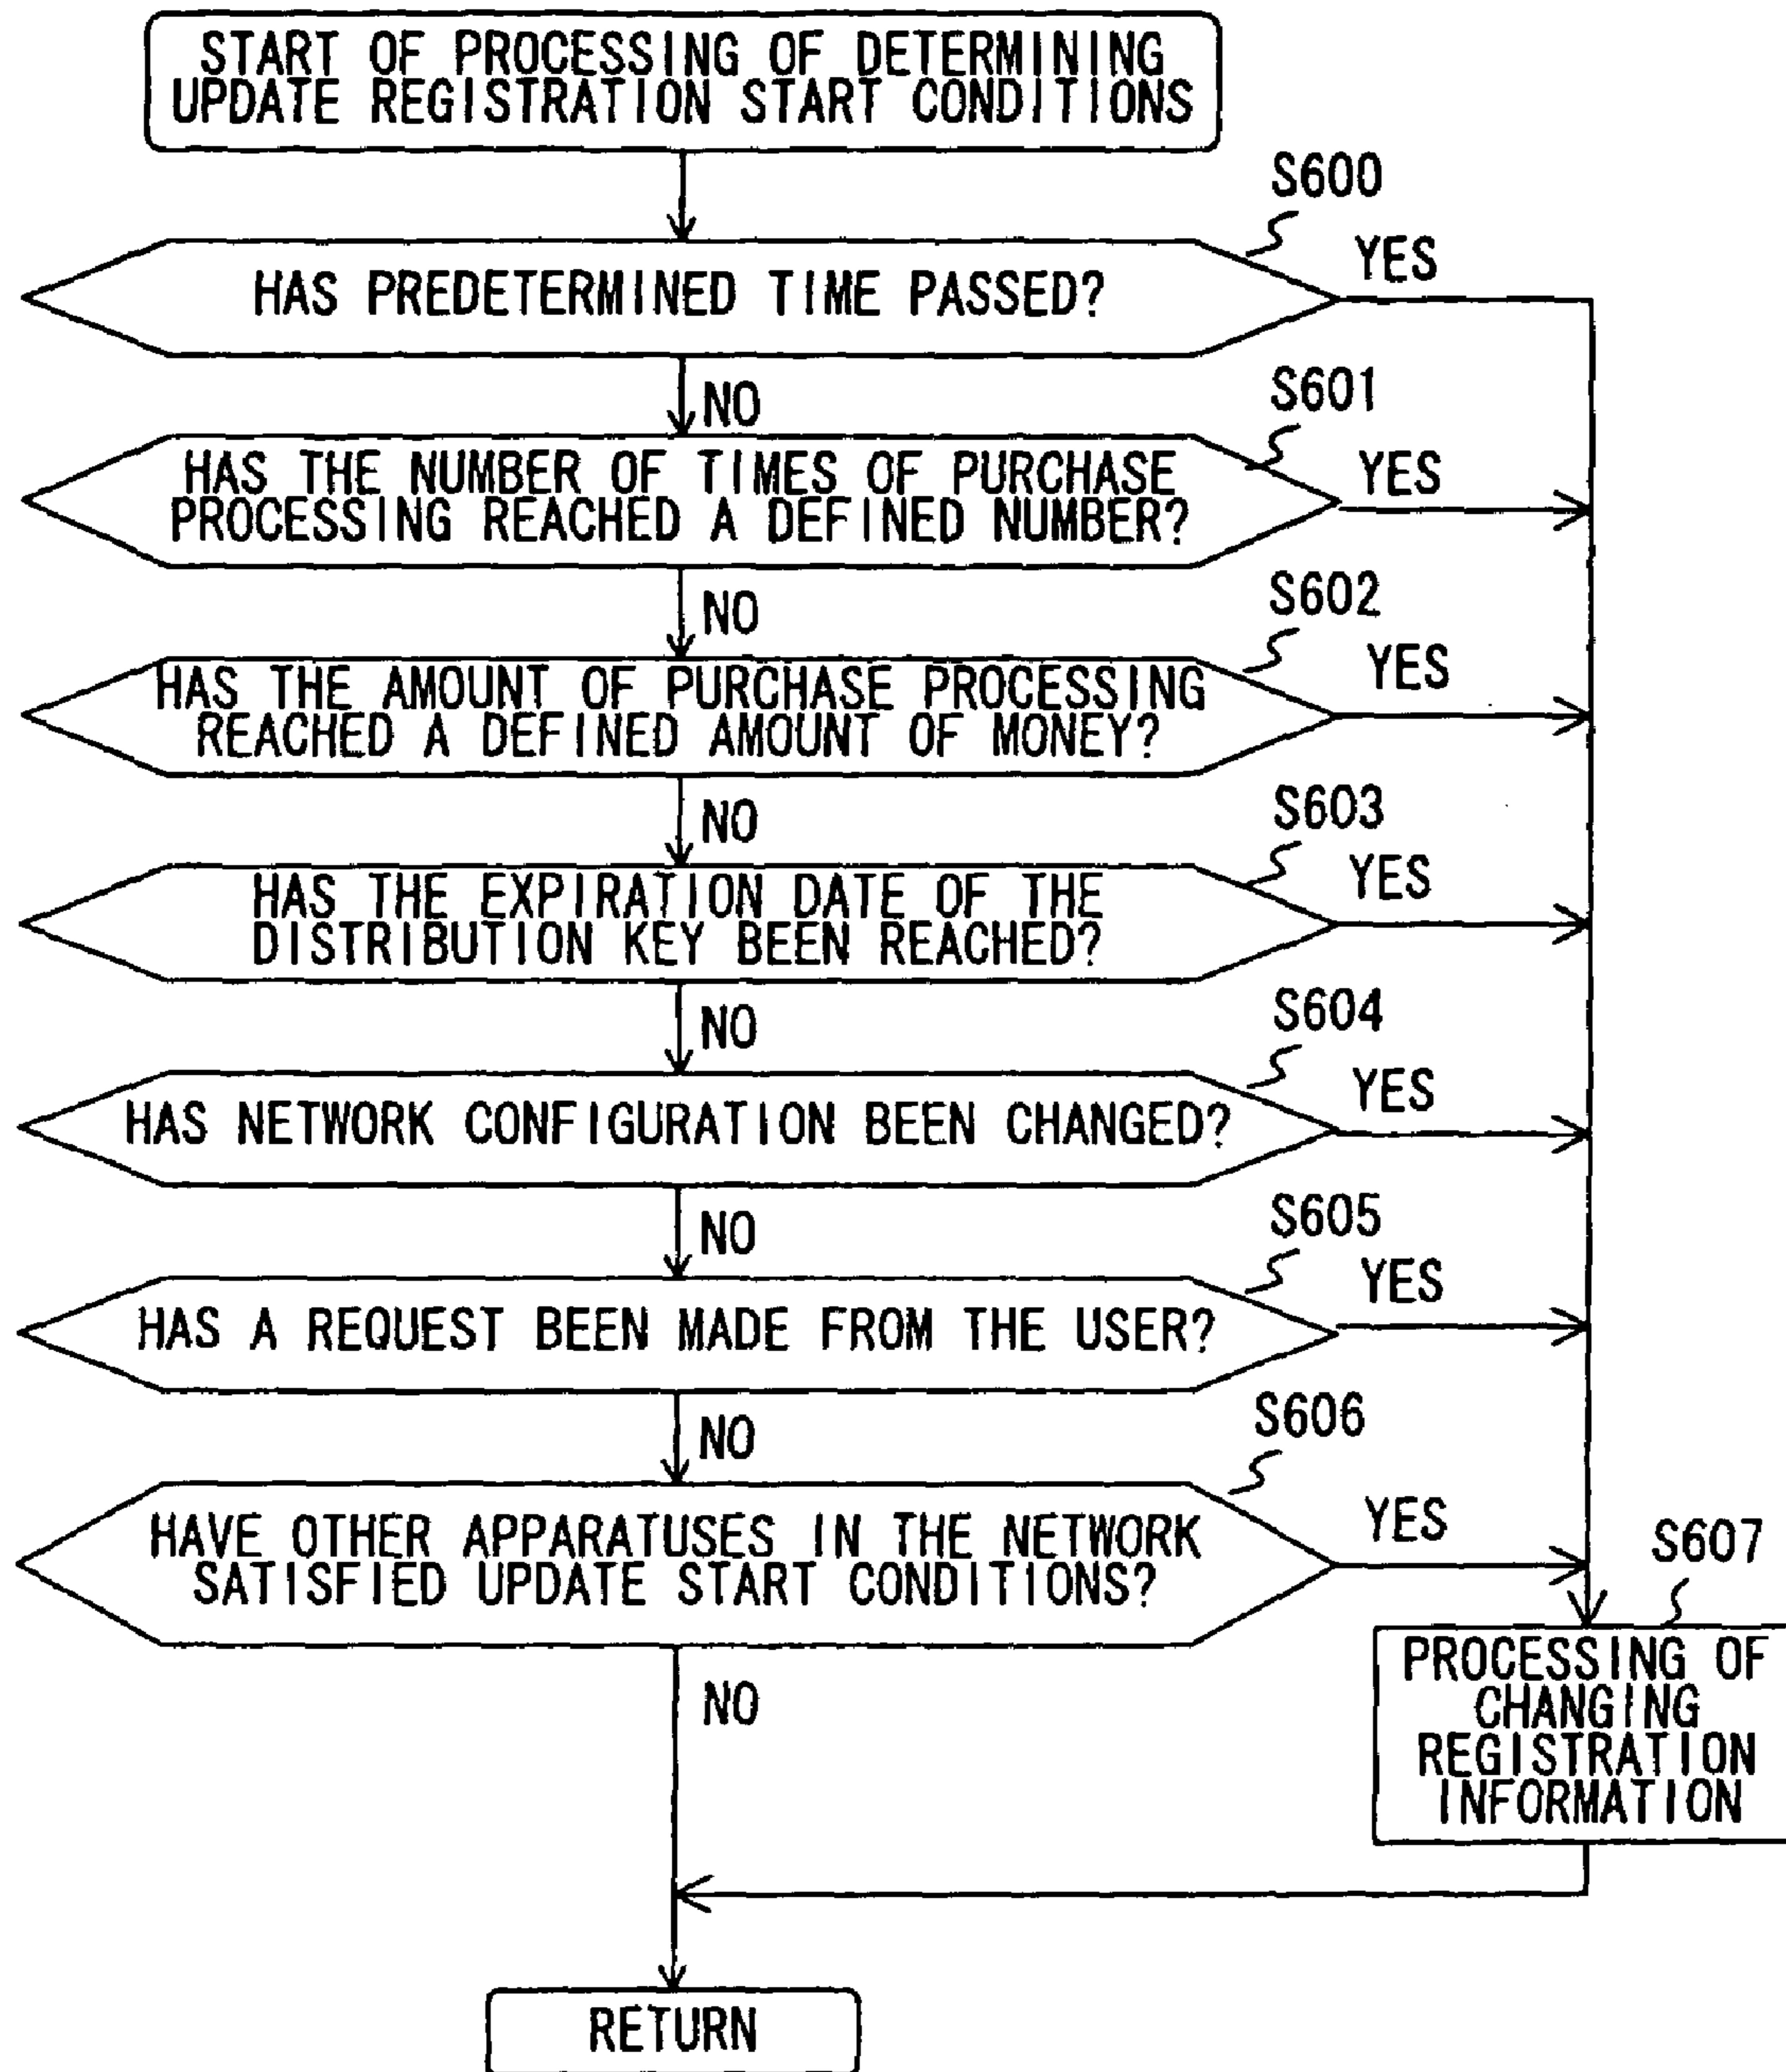 START OF PROCESSING OF DETERMINING
UPDATE REGISTRATION START CONDITIONS
S600
HAS PREDETERMINED TIME PASSED?
YES
NO
S601
HAS THE NUMBER OF TIMES OF PURCHASE
PROCESSING REACHED A DEFINED NUMBER?
YES
NO
S602
HAS THE AMOUNT OF PURCHASE PROCESSING
REACHED A DEFINED AMOUNT OF MONEY?
YES
NO
S603
HAS THE EXPIRATION DATE OF THE
DISTRIBUTION KEY BEEN REACHED?
YES
NO
S604
HAS NETWORK CONFIGURATION BEEN CHANGED?
YES
NO
S605
HAS A REQUEST BEEN MADE FROM THE USER?
YES
NO
S606
HAVE OTHER APPARATUSES IN THE NETWORK
SATISFIED UPDATE START CONDITIONS?
YES
NO
S607
PROCESSING OF
CHANGING
REGISTRATION
INFORMATION
RETURN